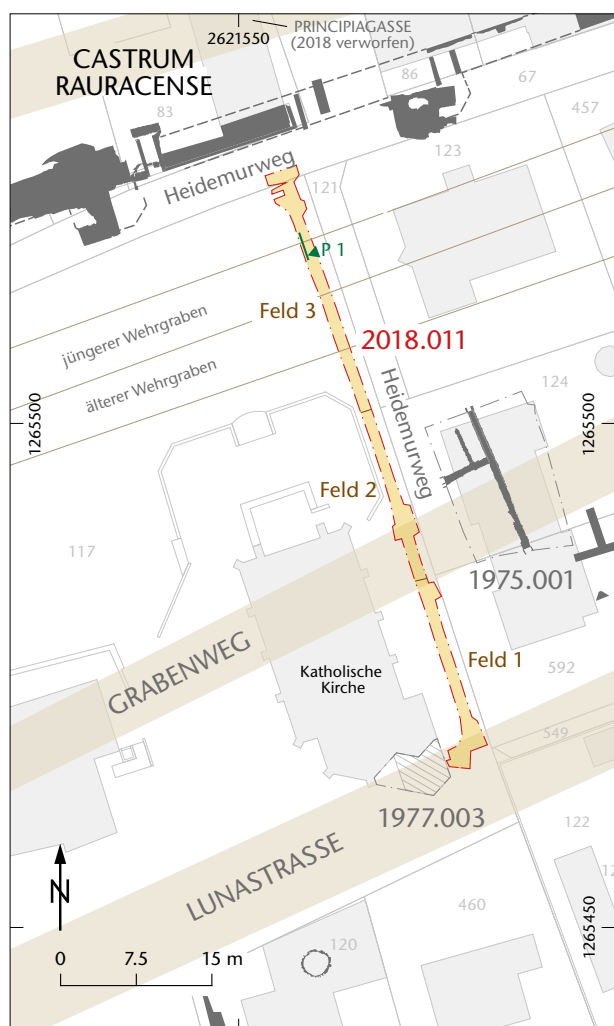 2621550
PRINCIPIAGASSE
(2018 verworfen)
CASTRUM
RAURACENSE
86
67
83
457
123
Heidemurweg
121
P 1
Feld 3
jüngerer Wehrgraben
2018.011
älterer Wehrgraben
Heidemurweg
124
1265500
1265500
Feld 2
117
1975.001
GRABENWEG
Feld 1
Katholische
Kirche
592
549
1977.003
122
LUNASTRASSE
N
460
1265450
120
0 7.5 15 m